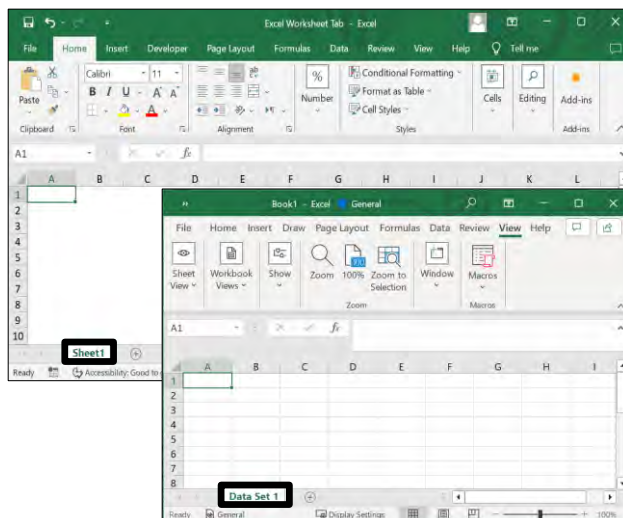 Excel Worksheet Tab - Excel
File Home Insert Developer Page Layout Formulas Data Review View Help Tell me
Calibri 11
Paste
B I U A A
A
%
Number
Conditional Formatting
Format as Table
Cell Styles
Cells
Editing
Add-ins
Clipboard Font Alignment Styles Add-ins
A1 fx
A B C D E F G H I J K L
1
2
3
4
5
6
7
8
9
10
Sheet1
Ready Accessibility: Good to
Book1 - Excel General
File Home Insert Draw Page Layout Formulas Data Review View Help
Sheet View
Workbook Views
Show
Zoom
100%
Zoom to Selection
Window
Macros
Zoom Macros
A1 fx
A B C D E F G H I
1
2
3
4
5
6
7
8
Data Set 1
Ready General Display Settings 100%